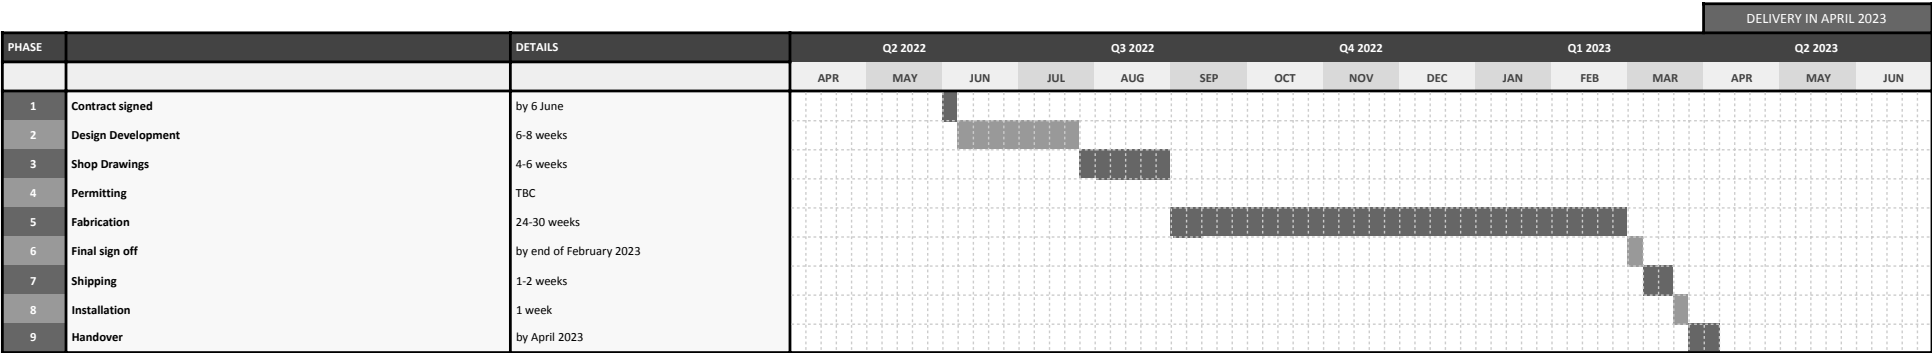 DELIVERY IN APRIL 2023
PHASE DETAILS Q2 2022 Q3 2022 Q4 2022 Q1 2023 Q2 2023
APR MAY JUN JUL AUG SEP OCT NOV DEC JAN FEB MAR APR MAY JUN
1 Contract signed by 6 June
2 Design Development 6-8 weeks
3 Shop Drawings 4-6 weeks
4 Permitting TBC
5 Fabrication 24-30 weeks
6 Final sign off by end of February 2023
7 Shipping 1-2 weeks
8 Installation 1 week
9 Handover by April 2023